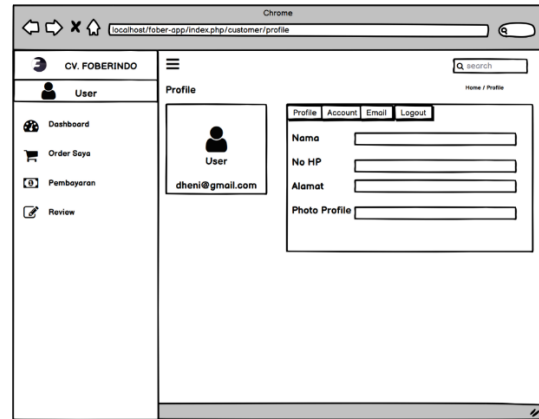 Chrome
localhost/fober-app/index.php/customer/profile
CV. FOBERINDO
search
User
Profile
Home / Profile
Dashboard
Order Saya
Pembayaran
Review
User
dheni@gmail.com
Profile Account Email Logout
Nama
No HP
Alamat
Photo Profile